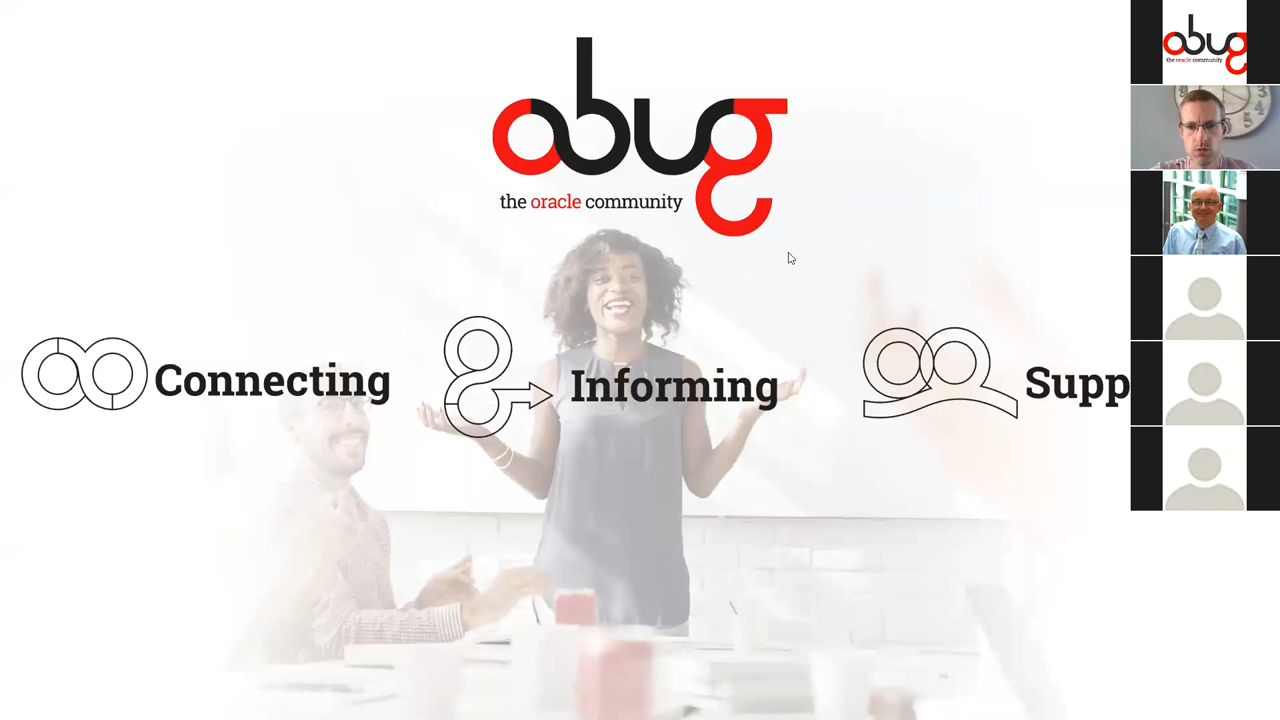 obug
the oracle community
Connecting
Informing
Supp
obug
the oracle community